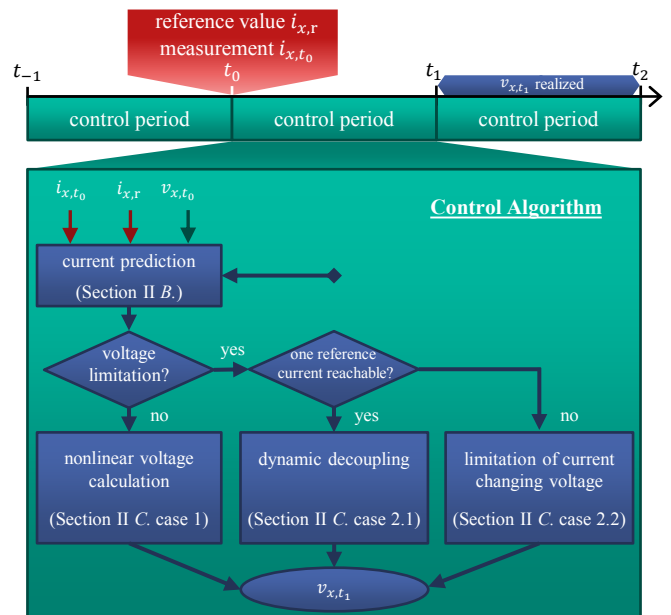 reference value i_{x,r}
measurement i_{x,t_0}
t_{-1}
t_0
t_1
t_2
v_{x,t_1} realized
control period
control period
control period
i_{x,t_0}
i_{x,r}
v_{x,t_0}
Control Algorithm
current prediction
(Section II B.)
voltage
limitation?
yes
one reference
current reachable?
no
yes
no
nonlinear voltage
calculation
(Section II C. case 1)
dynamic decoupling
(Section II C. case 2.1)
limitation of current
changing voltage
(Section II C. case 2.2)
v_{x,t_1}